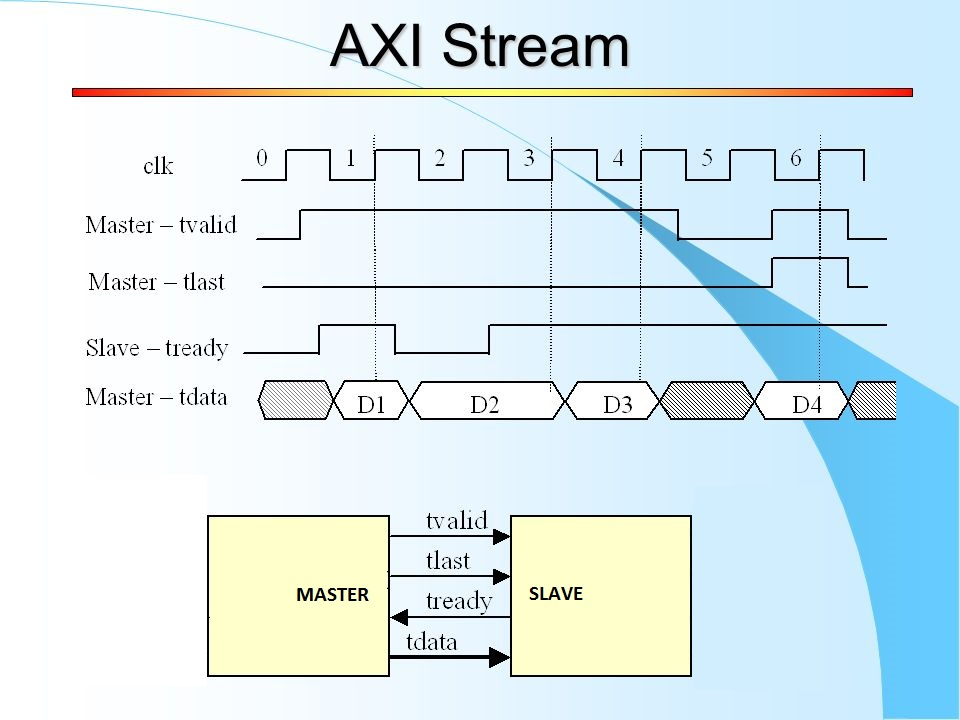 AXI Stream
clk 0 1 2 3 4 5 6
Master – tvalid
Master – tlast
Slave – tready
Master – tdata D1 D2 D3 D4
tvalid
tlast
MASTER SLAVE
tready
tdata